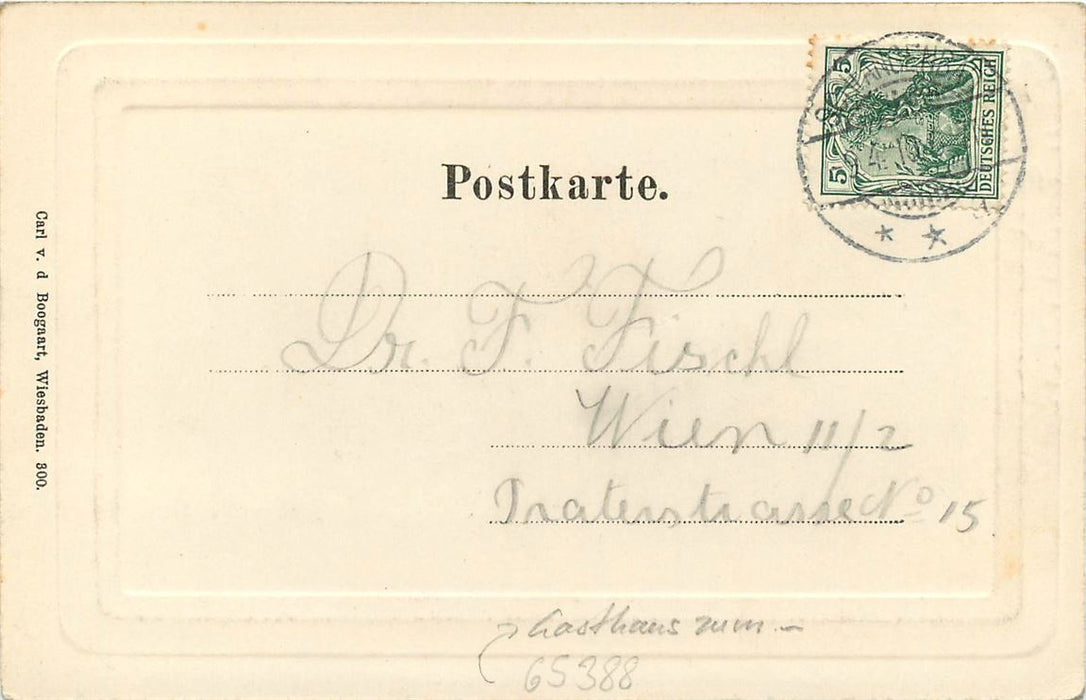 Postkarte.
5
5
DEUTSCHES REICH
Dr. F. Fischl
Wien II/2
Praterstrasse No 15
Gasthaus zum –
65388
Carl v. d Boogaart, Wiesbaden. 300.